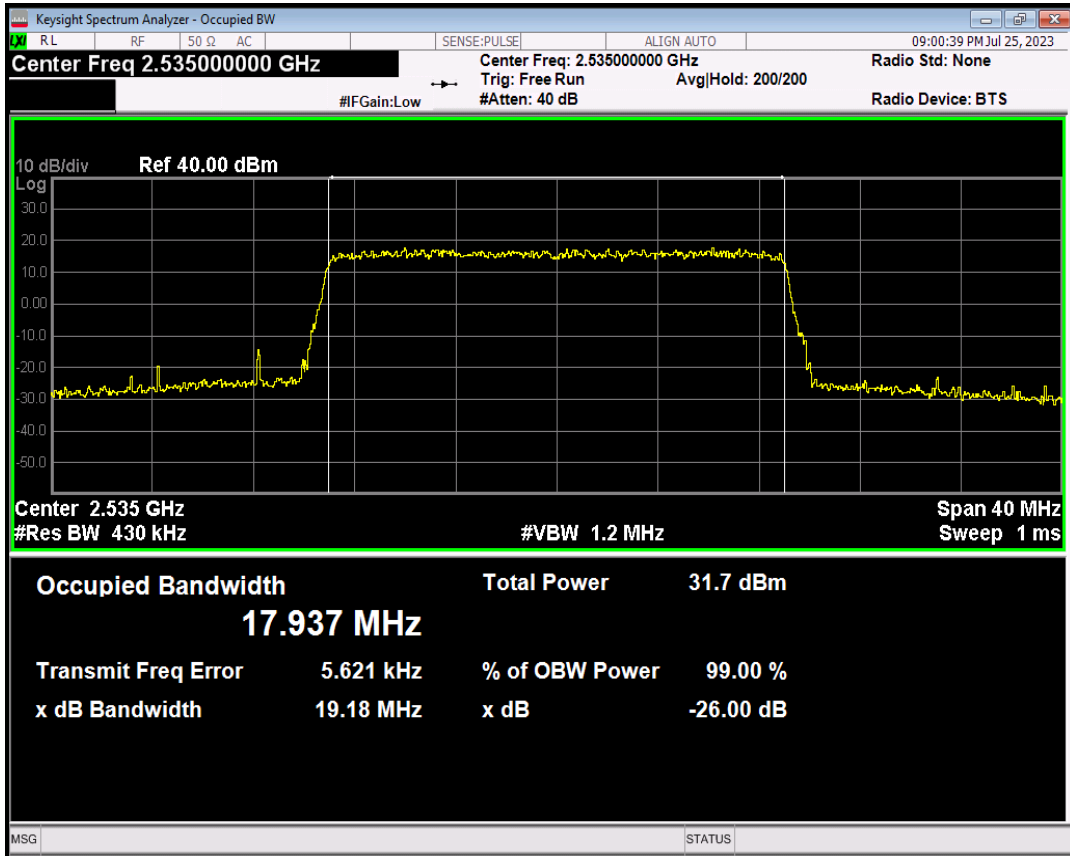 Keysight Spectrum Analyzer - Occupied BW
LXI RL RF 50 Ω AC SENSE:PULSE ALIGN AUTO 09:00:39 PM Jul 25, 2023
Center Freq 2.535000000 GHz Center Freq: 2.535000000 GHz Radio Std: None
Trig: Free Run Avg|Hold: 200/200
#IFGain:Low #Atten: 40 dB Radio Device: BTS
10 dB/div Ref 40.00 dBm
Log
30.0
20.0
10.0
0.00
-10.0
-20.0
-30.0
-40.0
-50.0
Center 2.535 GHz Span 40 MHz
#Res BW 430 kHz #VBW 1.2 MHz Sweep 1 ms
Occupied Bandwidth Total Power 31.7 dBm
17.937 MHz
Transmit Freq Error 5.621 kHz % of OBW Power 99.00 %
x dB Bandwidth 19.18 MHz x dB -26.00 dB
MSG STATUS